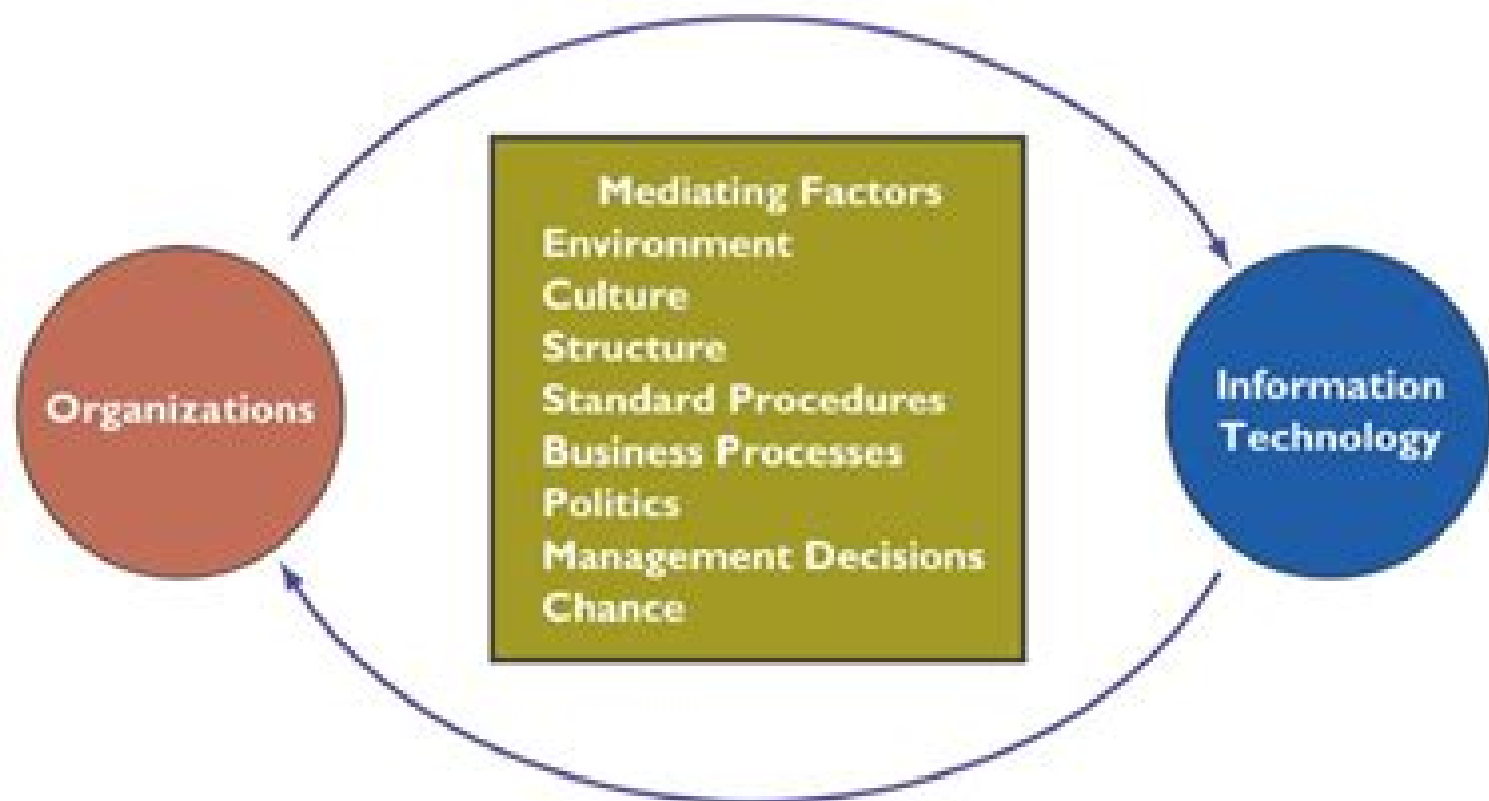 Mediating Factors
Environment
Culture
Structure
Standard Procedures
Business Processes
Politics
Management Decisions
Chance
Organizations
Information
Technology